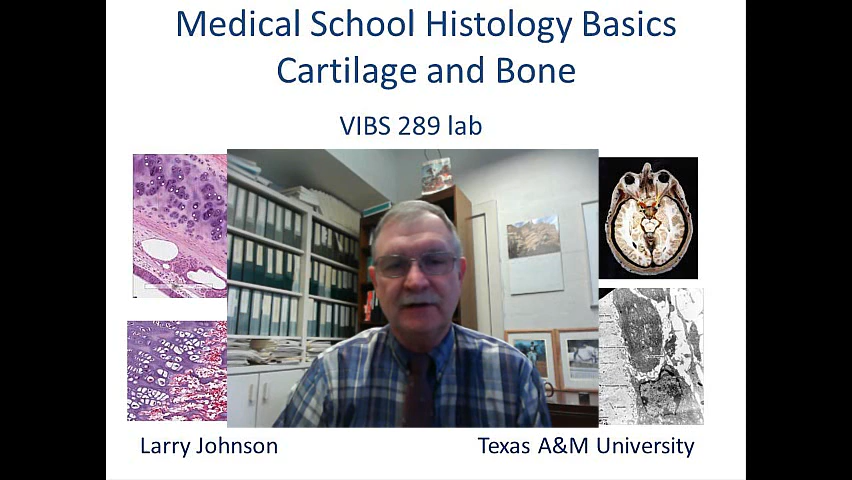 Medical School Histology Basics
Cartilage and Bone
VIBS 289 lab
Larry Johnson
Texas A&M University